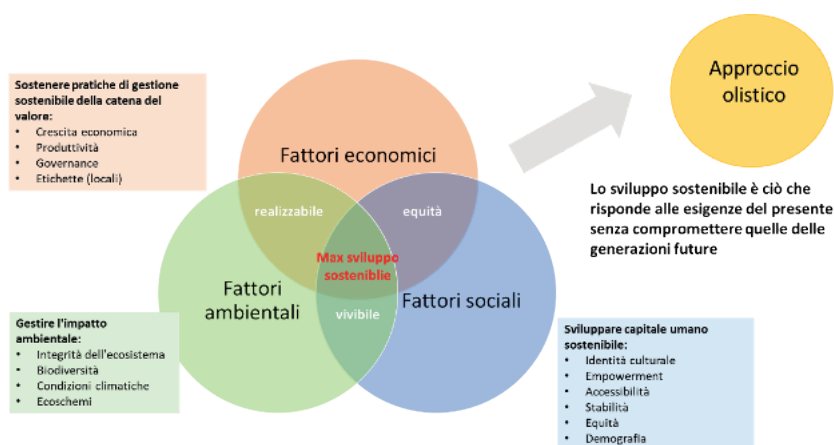 Approccio
olistico
Sostenere pratiche di gestione
sostenibile della catena del
valore:
• Crescita economica
• Produttività
• Governance
• Etichette (locali)
Fattori economici
realizzabile
equità
Lo sviluppo sostenibile è ciò che
risponde alle esigenze del presente
senza compromettere quelle delle
generazioni future
Max sviluppo
sosteniblie
Fattori
ambientali
Fattori sociali
vivibile
Gestire l'impatto
ambientale:
• Integrità dell'ecosistema
• Biodiversità
• Condizioni climatiche
• Ecoschemi
Sviluppare capitale umano
sostenibile:
• Identità culturale
• Empowerment
• Accessibilità
• Stabilità
• Equità
• Demografia